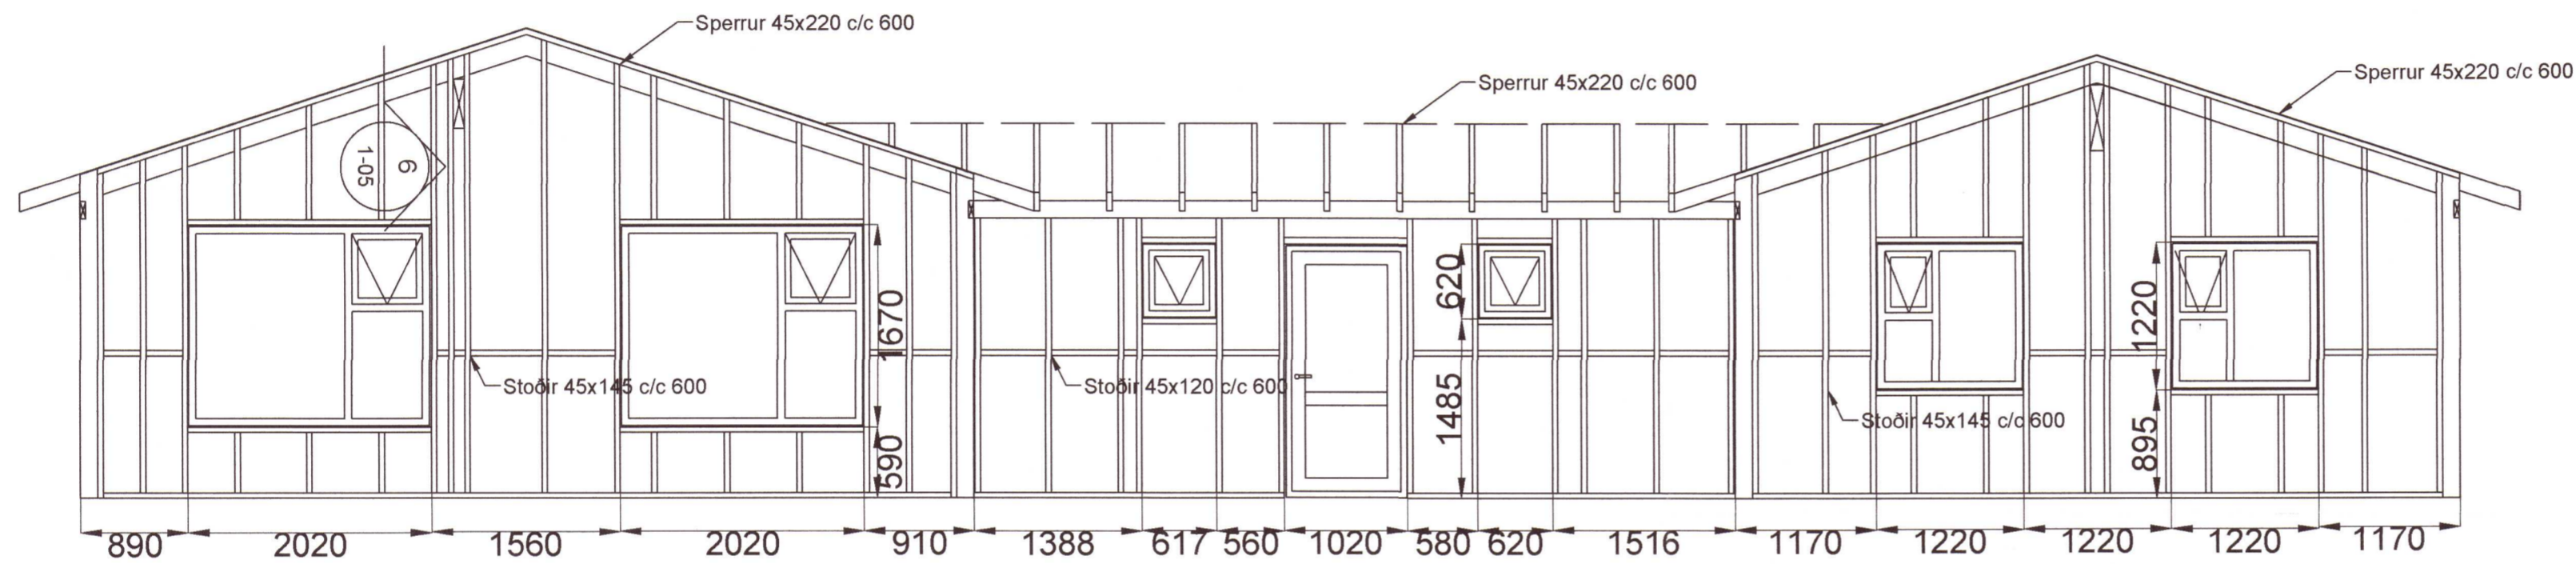 Sperrur 45x220 c/c 600
Sperrur 45x220 c/c 600
Sperrur 45x220 c/c 600
6
1-05
Stoðir 45x145 c/c 600
Stoðir 45x120 c/c 600
Stoðir 45x145 c/c 600
1670
590
620
1485
1220
895
890 2020 1560 2020 910 1388 617 560 1020 580 620 1516 1170 1220 1220 1220 1170